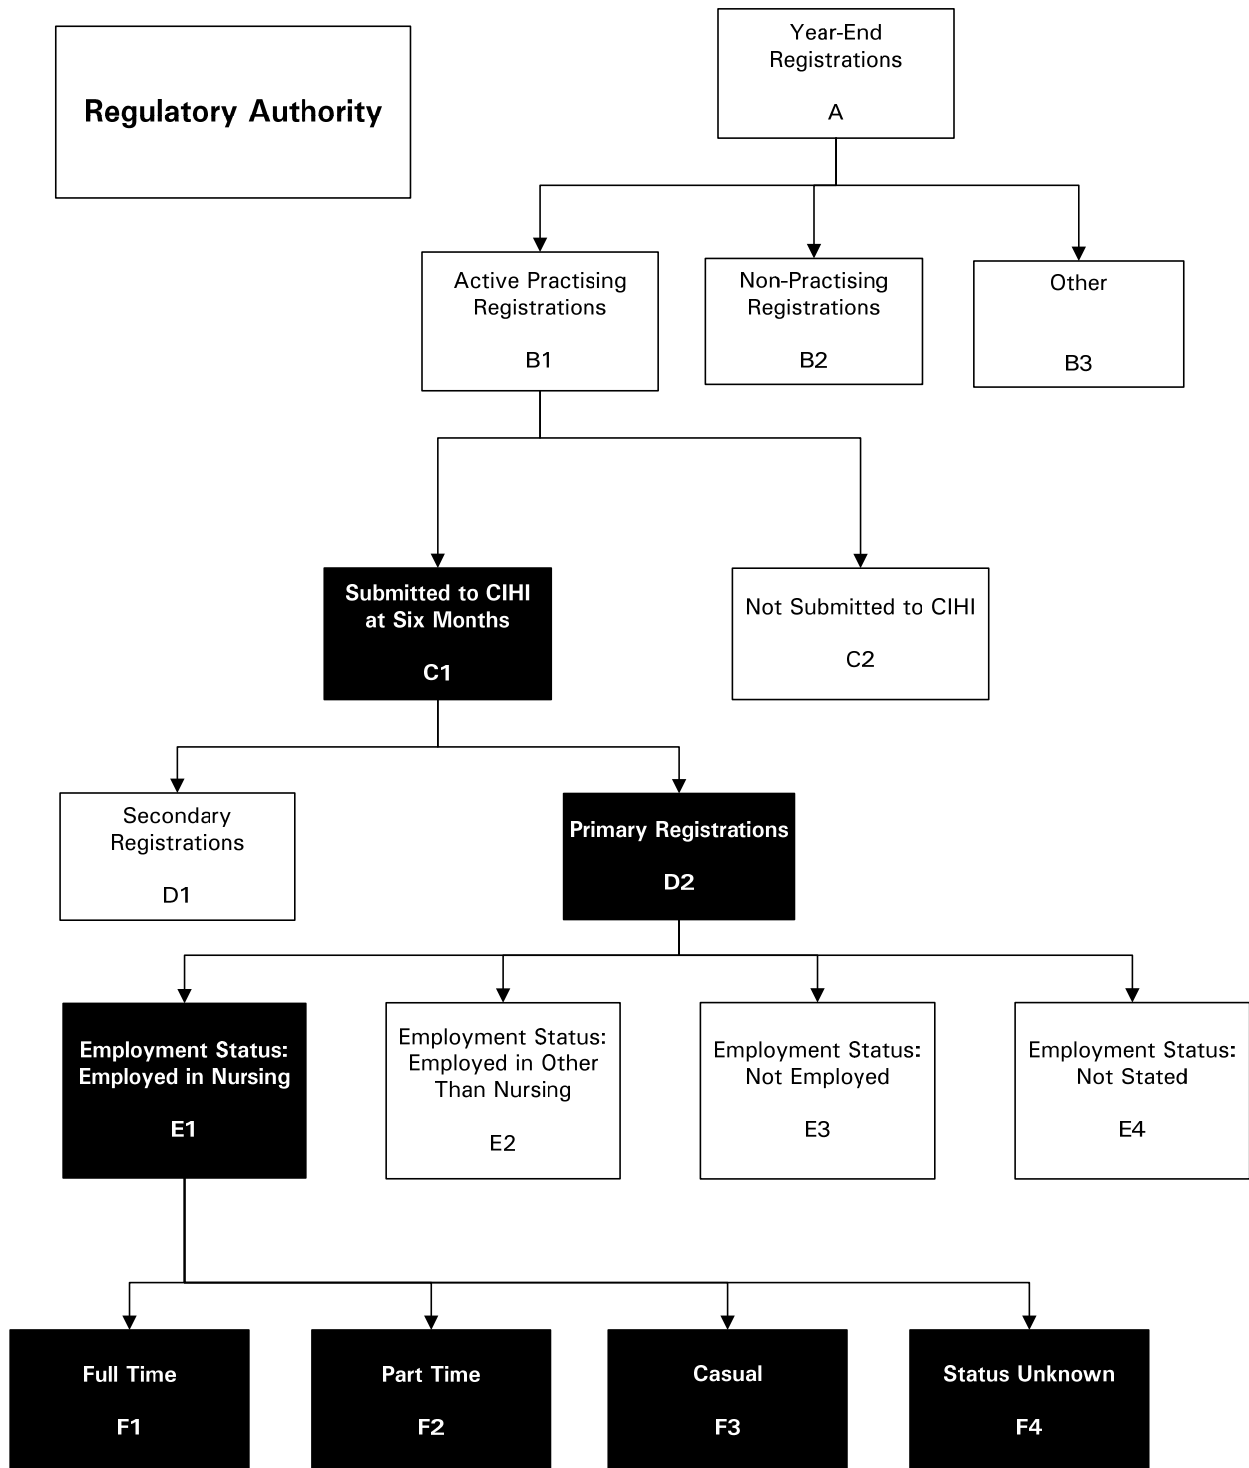 Regulatory Authority
Year-End
Registrations
A
Active Practising
Registrations
B1
Non-Practising
Registrations
B2
Other
B3
Submitted to CIHI
at Six Months
C1
Not Submitted to CIHI
C2
Secondary
Registrations
D1
Primary Registrations
D2
Employment Status:
Employed in Nursing
E1
Employment Status:
Employed in Other
Than Nursing
E2
Employment Status:
Not Employed
E3
Employment Status:
Not Stated
E4
Full Time
F1
Part Time
F2
Casual
F3
Status Unknown
F4